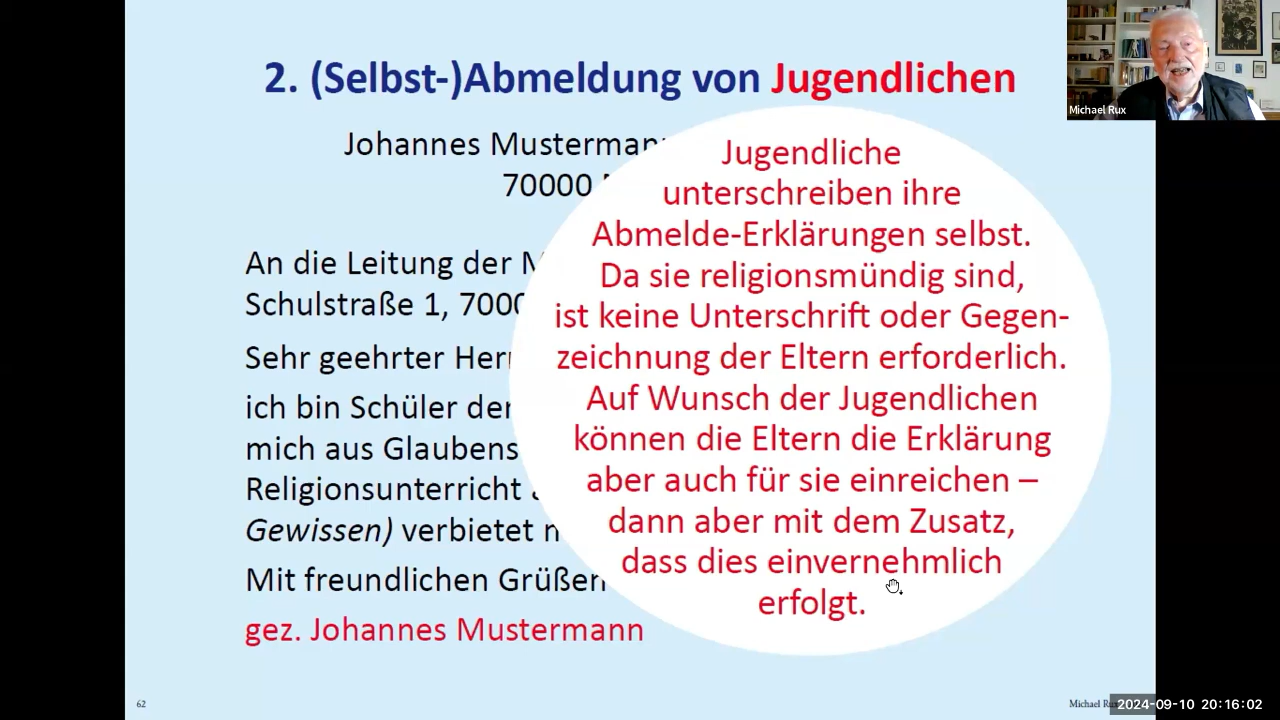 2. (Selbst-)Abmeldung von Jugendlichen
Michael Rux
Johannes Musterman
70000
An die Leitung der
Schulstraße 1, 7000
Sehr geehrter Herr
ich bin Schüler der
mich aus Glaubens
Religionsunterricht
Gewissen) verbietet
Mit freundlichen Grüßen
gez. Johannes Mustermann
Jugendliche
unterschreiben ihre
Abmelde-Erklärungen selbst.
Da sie religionsmündig sind,
ist keine Unterschrift oder Gegen-
zeichnung der Eltern erforderlich.
Auf Wunsch der Jugendlichen
können die Eltern die Erklärung
aber auch für sie einreichen –
dann aber mit dem Zusatz,
dass dies einvernehmlich
erfolgt.
62
Michael
2024-09-10 20:16:02